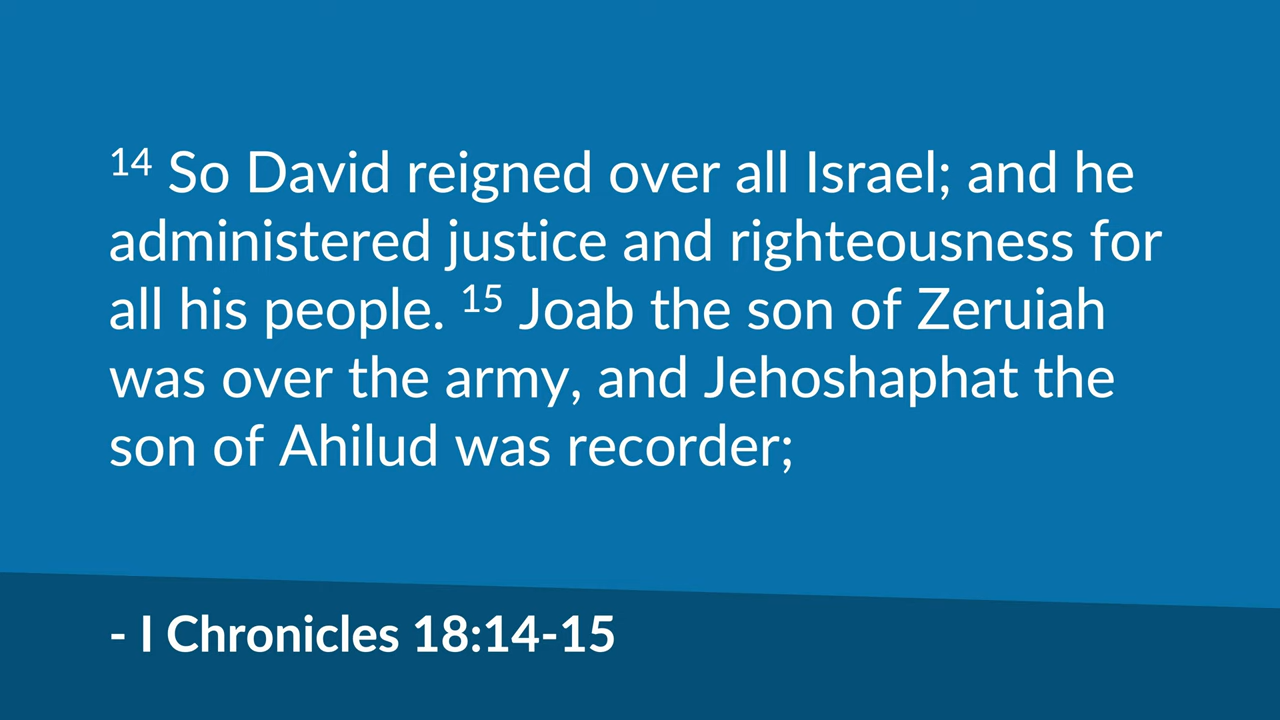 14 So David reigned over all Israel; and he
administered justice and righteousness for
all his people. 15 Joab the son of Zeruiah
was over the army, and Jehoshaphat the
son of Ahilud was recorder;
- I Chronicles 18:14-15